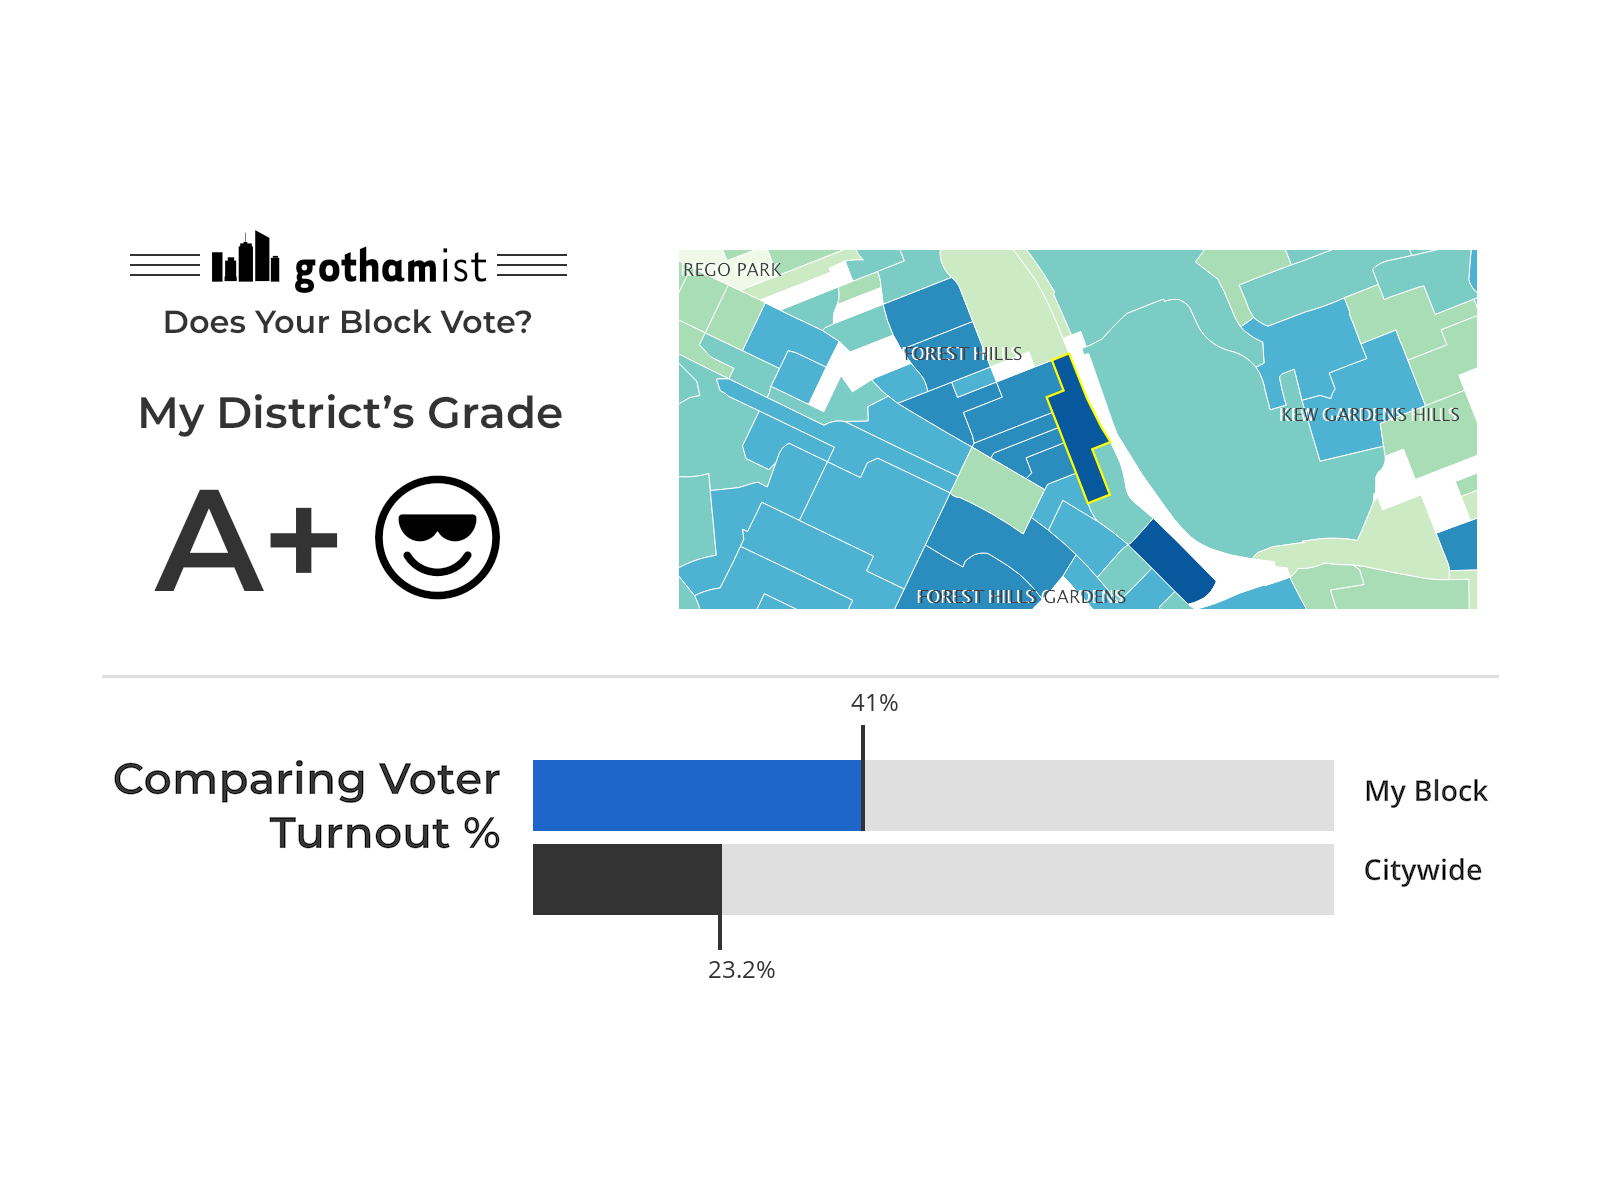 gothamist
Does Your Block Vote?
My District’s Grade
A+
REGO PARK
FOREST HILLS
KEW GARDENS HILLS
FOREST HILLS GARDENS
Comparing Voter
Turnout %
41%
My Block
Citywide
23.2%